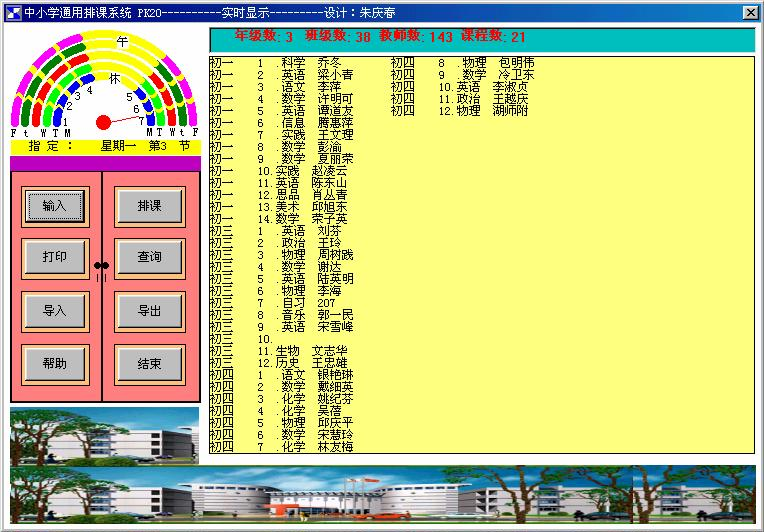 中小学通用排课系统 PK20----------实时显示---------设计：朱庆春
年级数: 3 班级数: 38 教师数: 143 课程数: 21
午
休
1 2 3 4 5 6 7
F t W T M M T W t F
指 定 ： 星期一 第3 节
输入 排课
打印 查询
导入 导出
帮助 结束
初一 1 .科学 乔冬
初一 2 .英语 梁小青
初一 3 .语文 李萍
初一 4 .数学 许明可
初一 5 .英语 谭道友
初一 6 .信息 腾惠萍
初一 7 .实践 王文理
初一 8 .数学 彭渝
初一 9 .数学 夏丽荣
初一 10.实践 赵凌云
初一 11.英语 陈东山
初一 12.思品 肖丛青
初一 13.美术 邱旭东
初一 14.数学 荣子英
初三 1 .英语 刘芬
初三 2 .政治 王玲
初三 3 .物理 周树践
初三 4 .数学 谢达
初三 5 .英语 陆英明
初三 6 .物理 李海
初三 7 .自习 207
初三 8 .音乐 郭一民
初三 9 .英语 宋雪峰
初三 10.
初三 11.生物 文志华
初三 12.历史 王忠雄
初四 1 .语文 银艳琳
初四 2 .数学 戴细英
初四 3 .化学 姚纪芬
初四 4 .化学 吴蓓
初四 5 .物理 邱庆平
初四 6 .数学 宋慧玲
初四 7 .化学 林友梅
初四 8 .物理 包明伟
初四 9 .数学 冷卫东
初四 10.英语 李淑贞
初四 11.政治 王越庆
初四 12.物理 湖师附